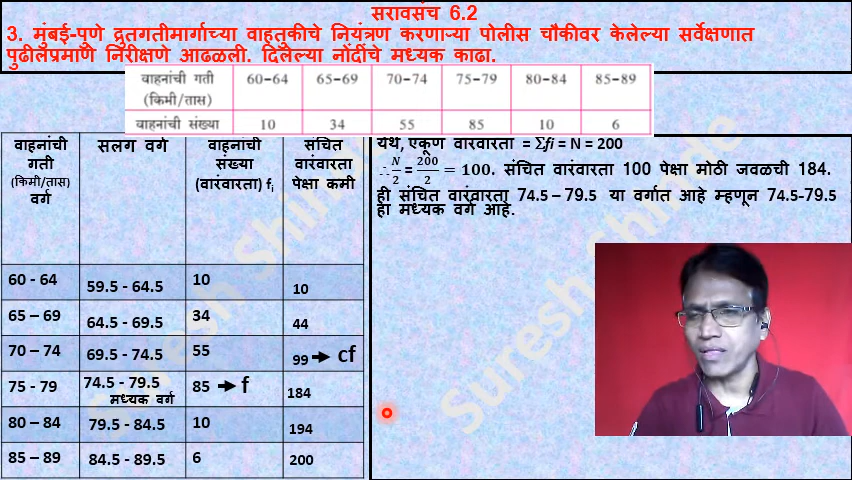 सरावसंच 6.2
3. मुंबई-पुणे द्रुतगतीमार्गाच्या वाहतुकीचे नियंत्रण करणाऱ्या पोलीस चौकीवर केलेल्या सर्वेक्षणात
पुढीलप्रमाणे निरीक्षणे आढळली. दिलेल्या नोंदींचे मध्यक काढा.
वाहनांची गती (किमी/तास) 60-64 65-69 70-74 75-79 80-84 85-89
वाहनांची संख्या 10 34 55 85 10 6
वाहनांची गती (किमी/तास) वर्ग सलग वर्ग वाहनांची संख्या (वारंवारता) fi संचित वारंवारता पेक्षा कमी
60 - 64 59.5 - 64.5 10 10
65 – 69 64.5 - 69.5 34 44
70 – 74 69.5 - 74.5 55 99 → cf
75 - 79 74.5 - 79.5 मध्यक वर्ग 85 → f 184
80 – 84 79.5 - 84.5 10 194
85 – 89 84.5 - 89.5 6 200
येथे, एकूण वारंवारता = Σfi = N = 200
∴ N/2 = 200/2 = 100. संचित वारंवारता 100 पेक्षा मोठी जवळची 184.
ही संचित वारंवारता 74.5 – 79.5 या वर्गात आहे म्हणून 74.5-79.5
हा मध्यक वर्ग आहे.
Suresh Shinde
Suresh Shinde